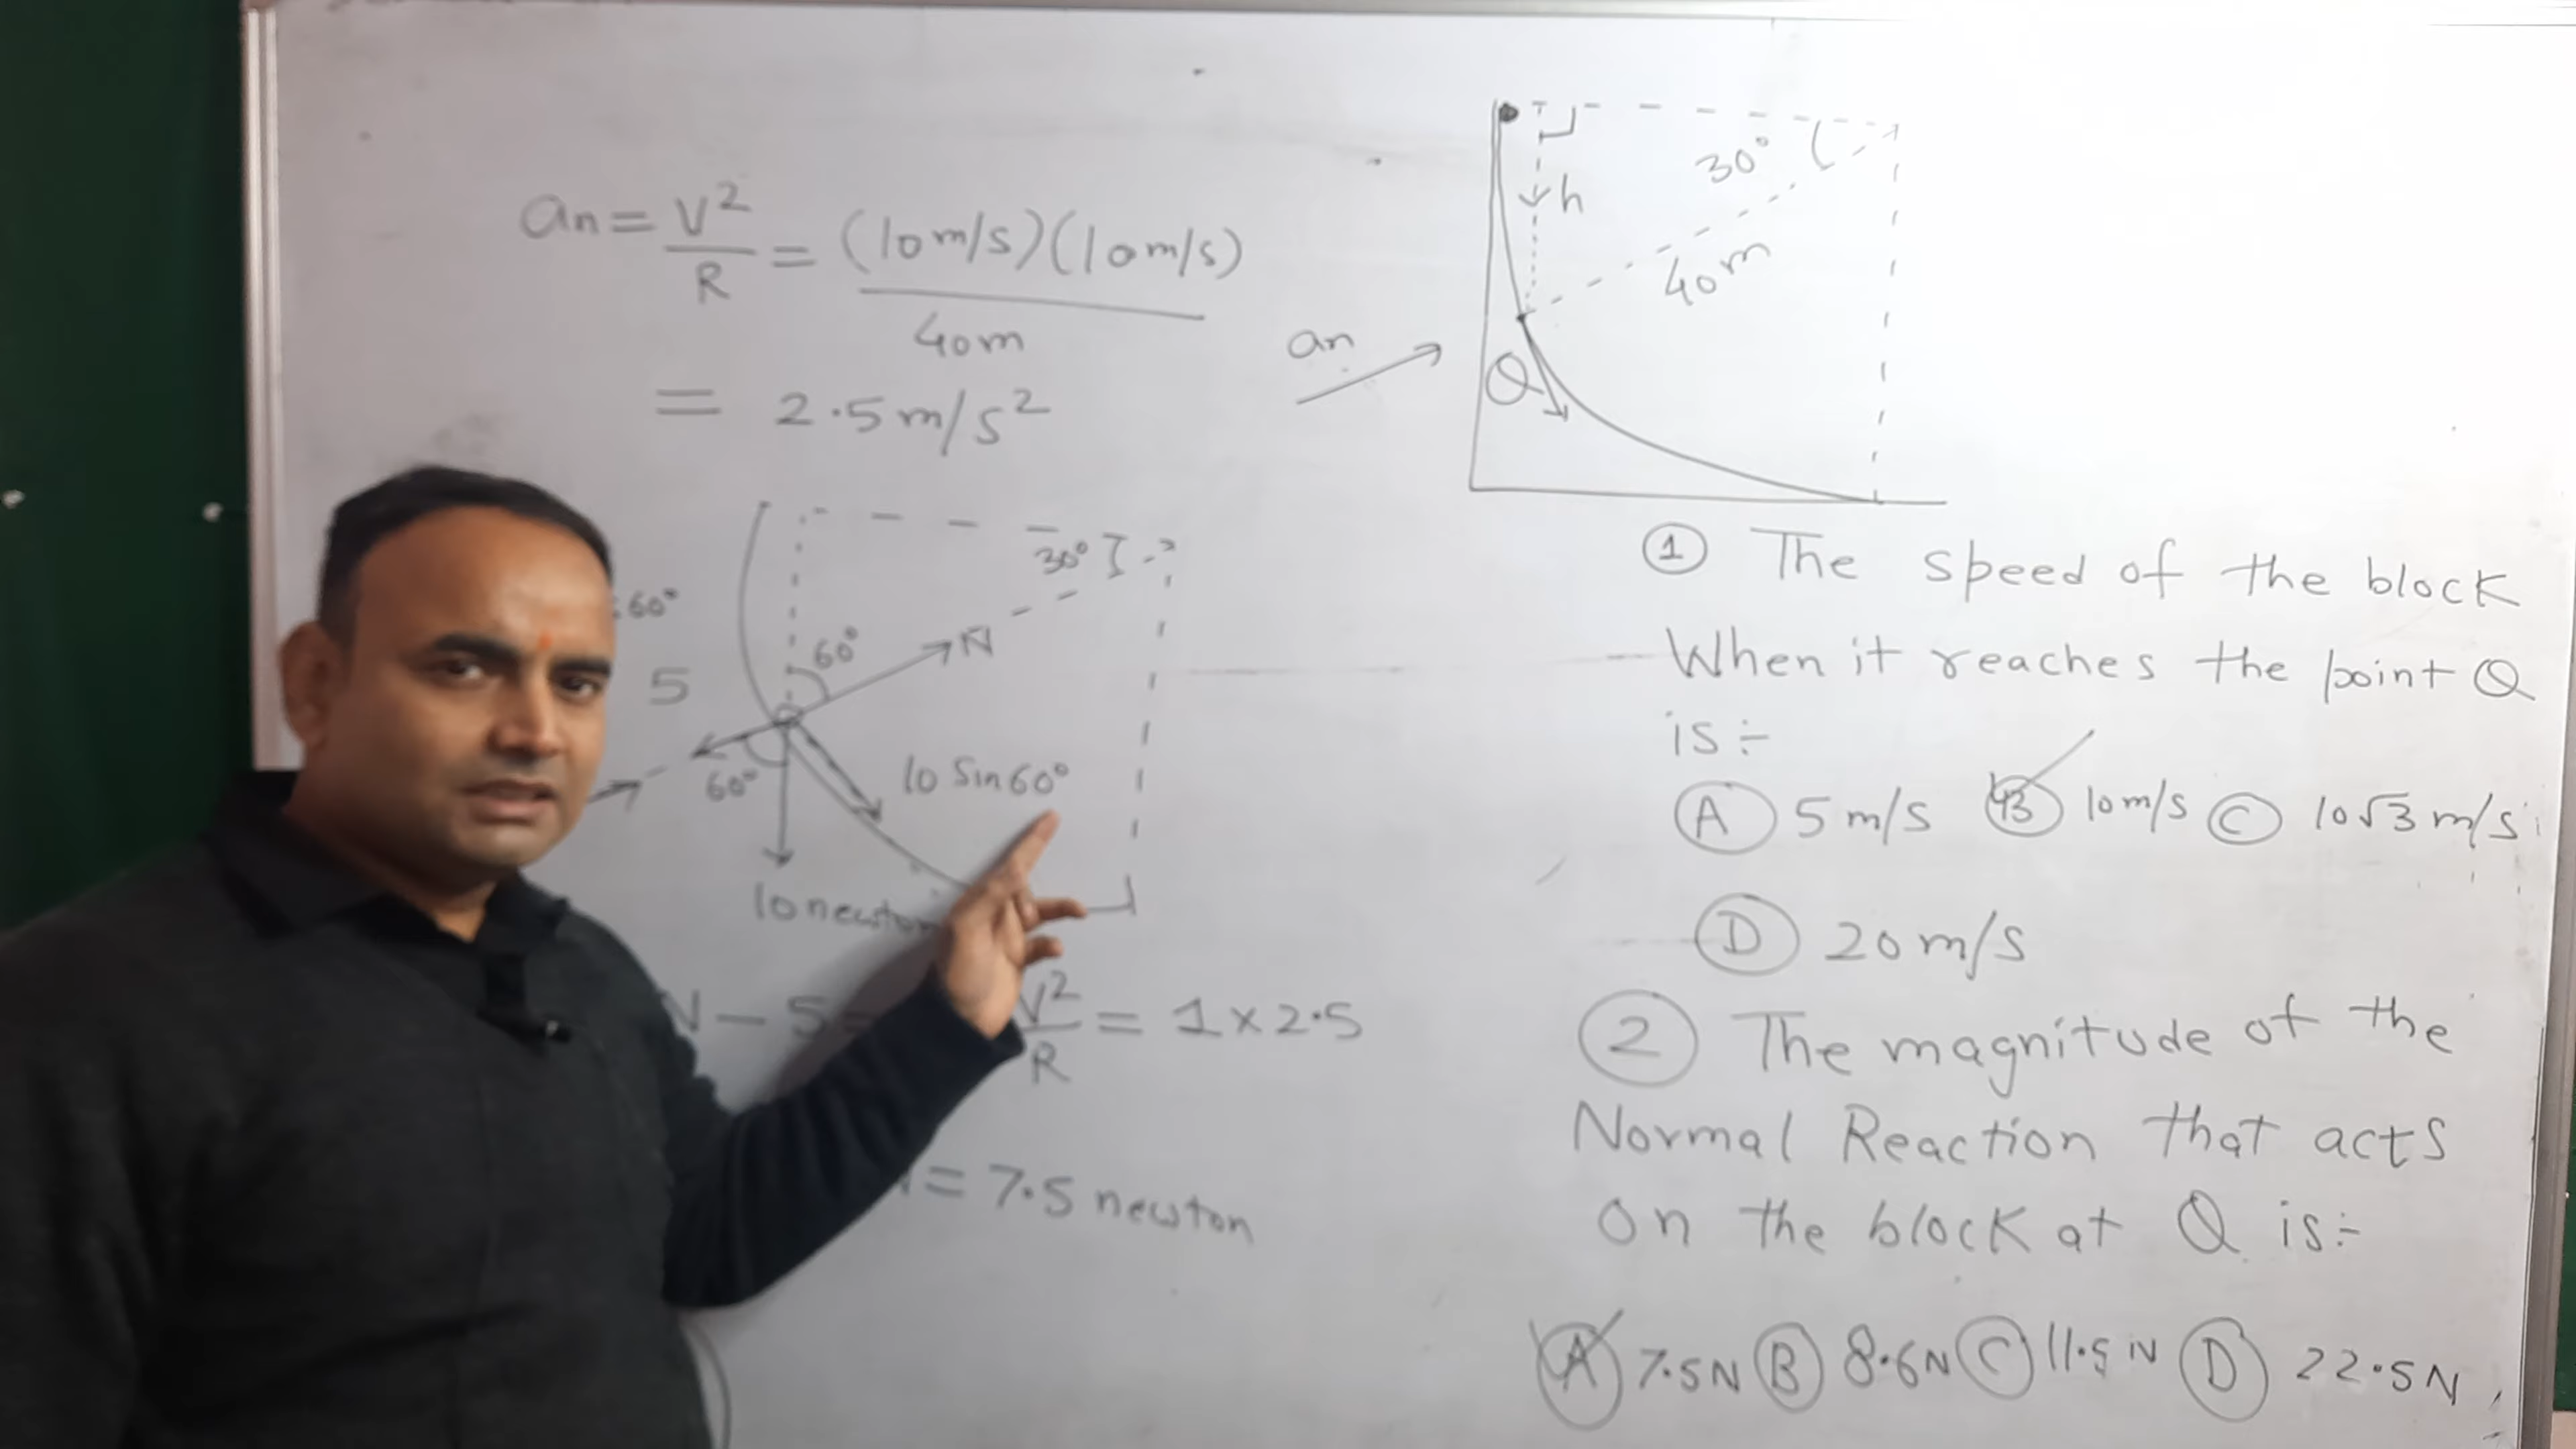 an = V² / R = (10m/s)(10m/s) / 40m
= 2.5m/s²
h
30°
40m
an
Q
60°
5
30°
60°
N
60°
10 Sin60°
10 newton
N - 5 = V² / R = 1×2.5
= 7.5 newton
① The speed of the block
When it reaches the point Q
is÷
Ⓐ 5 m/s Ⓑ 10m/s Ⓒ 10√3 m/s
Ⓓ 20 m/s
② The magnitude of the
Normal Reaction that acts
on the block at Q is÷
Ⓐ 7.5N Ⓑ 8.6N Ⓒ 11.5 N Ⓓ 22.5N